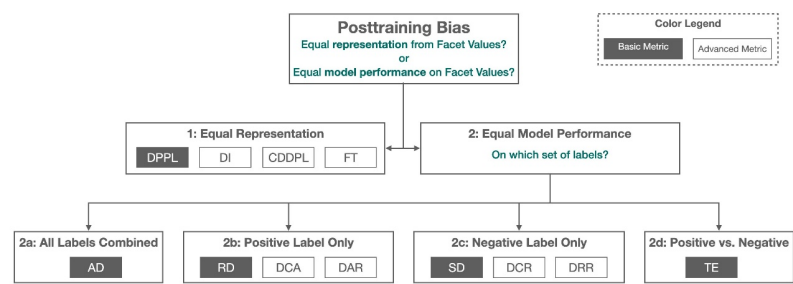 Posttraining Bias
Equal representation from Facet Values?
or
Equal model performance on Facet Values?
Color Legend
Basic Metric
Advanced Metric
1: Equal Representation
DPPL
DI
CDDPL
FT
2: Equal Model Performance
On which set of labels?
2a: All Labels Combined
AD
2b: Positive Label Only
RD
DCA
DAR
2c: Negative Label Only
SD
DCR
DRR
2d: Positive vs. Negative
TE